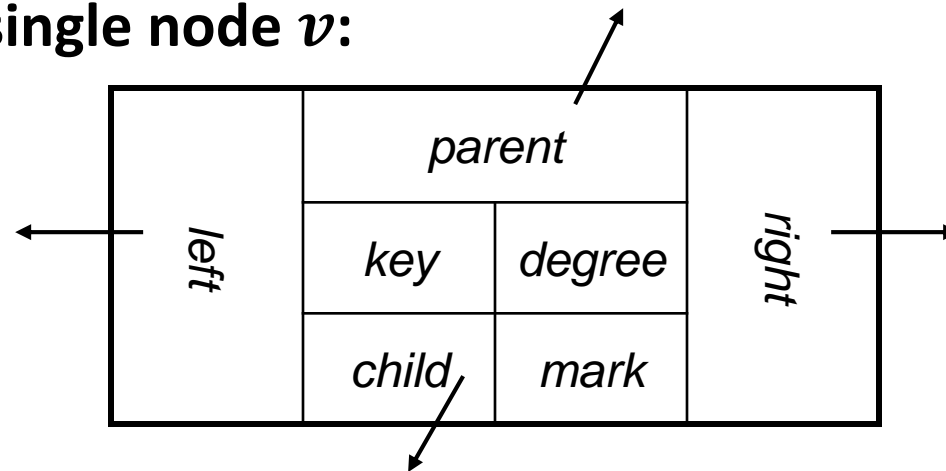 single node v:
parent
left
key
degree
right
child
mark